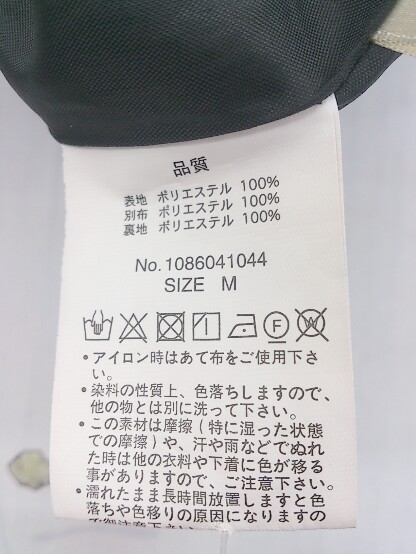 品質
表地 ポリエステル 100%
別布 ポリエステル 100%
裏地 ポリエステル 100%
No.1086041044
SIZE M
•アイロン時はあて布をご使用下さ
い。
•染料の性質上、色落ちしますので、
他の物とは別に洗って下さい。
•この素材は摩擦(特に湿った状態
での摩擦)や、汗や雨などでぬれ
た時は他の衣料や下着に色が移る
事がありますので、ご注意下さい。
•濡れたまま長時間放置しますと色
落ちや色移りの原因になりますの
で御注意下さい。